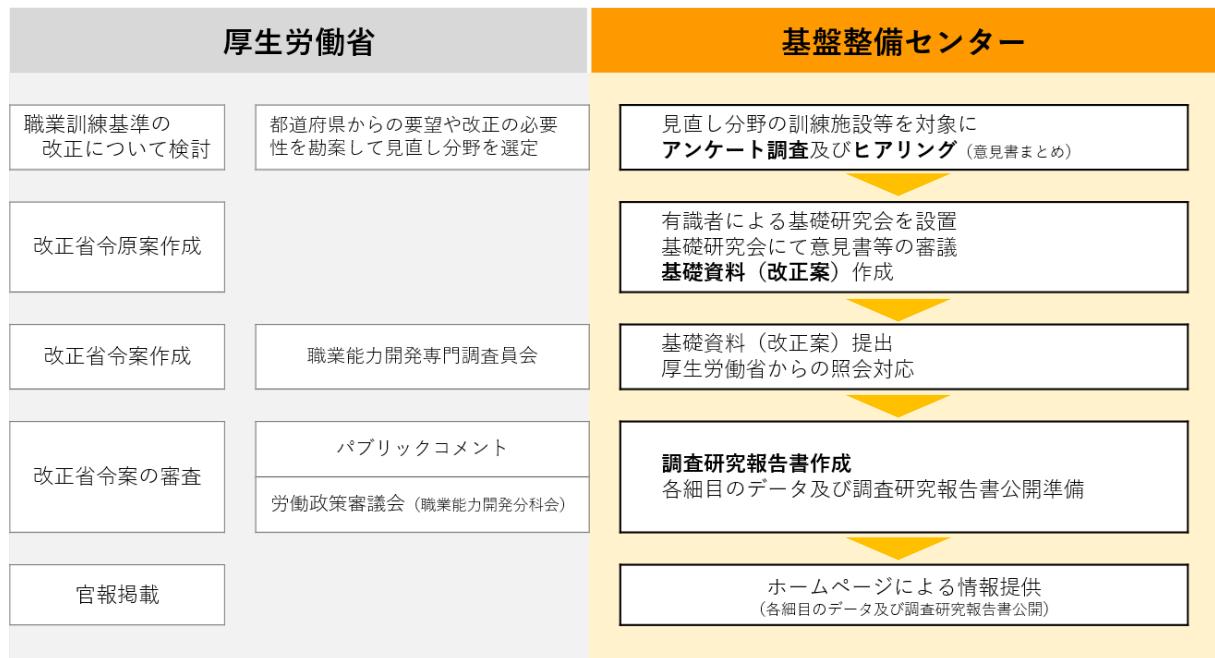 厚生労働省
基盤整備センター
職業訓練基準の
改正について検討
都道府県からの要望や改正の必要
性を勘案して見直し分野を選定
見直し分野の訓練施設等を対象に
アンケート調査及びヒアリング（意見書まとめ）
改正省令原案作成
有識者による基礎研究会を設置
基礎研究会にて意見書等の審議
基礎資料（改正案）作成
改正省令案作成
職業能力開発専門調査員会
基礎資料（改正案）提出
厚生労働省からの照会対応
改正省令案の審査
パブリックコメント
労働政策審議会（職業能力開発分科会）
調査研究報告書作成
各細目のデータ及び調査研究報告書公開準備
官報掲載
ホームページによる情報提供
（各細目のデータ及び調査研究報告書公開）